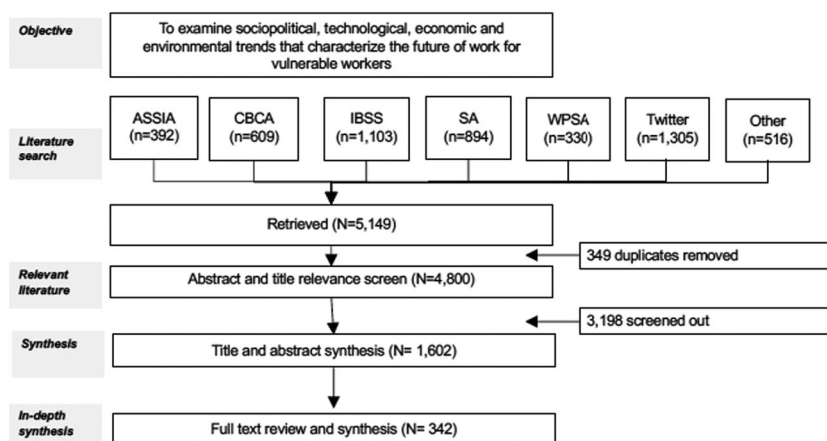 Objective
To examine sociopolitical, technological, economic and
environmental trends that characterize the future of work for
vulnerable workers
Literature
search
ASSIA
(n=392)
CBCA
(n=609)
IBSS
(n=1,103)
SA
(n=894)
WPSA
(n=330)
Twitter
(n=1,305)
Other
(n=516)
Retrieved (N=5,149)
349 duplicates removed
Relevant
literature
Abstract and title relevance screen (N=4,800)
3,198 screened out
Synthesis
Title and abstract synthesis (N= 1,602)
In-depth
synthesis
Full text review and synthesis (N= 342)